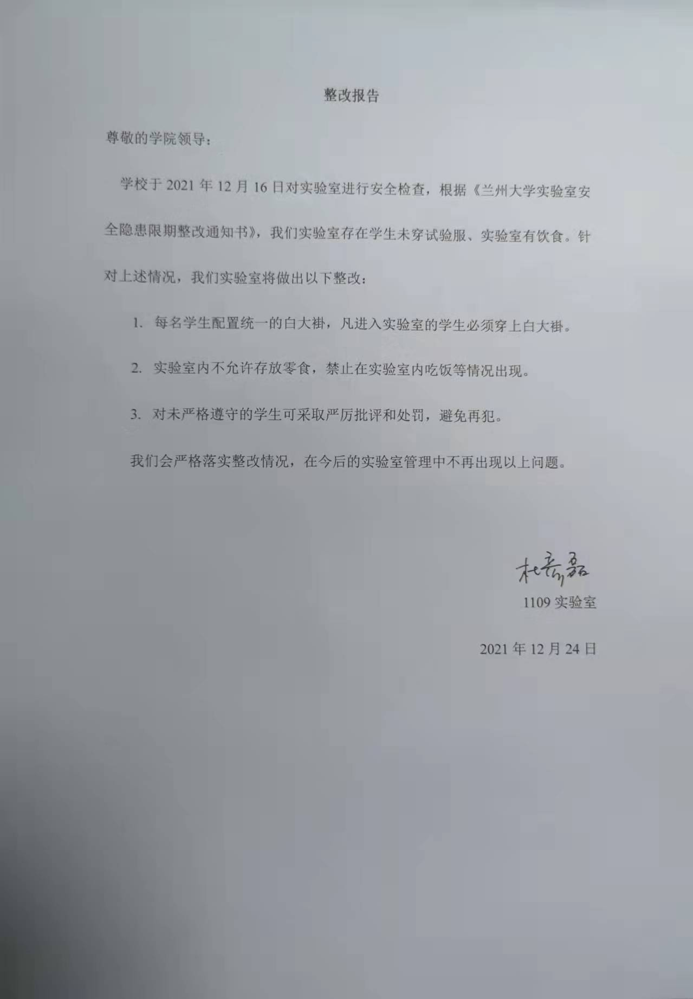 整改报告
尊敬的学院领导：
学校于 2021 年 12 月 16 日对实验室进行安全检查，根据《兰州大学实验室安
全隐患限期整改通知书》，我们实验室存在学生未穿试验服、实验室有饮食。针
对上述情况，我们实验室将做出以下整改：
1. 每名学生配置统一的白大褂，凡进入实验室的学生必须穿上白大褂。
2. 实验室内不允许存放零食，禁止在实验室内吃饭等情况出现。
3. 对未严格遵守的学生可采取严厉批评和处罚，避免再犯。
我们会严格落实整改情况，在今后的实验室管理中不再出现以上问题。
杜磊
1109 实验室
2021 年 12 月 24 日